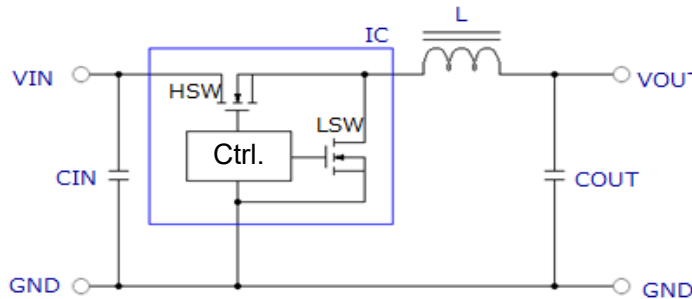 L
IC
VIN
VOUT
HSW
LSW
Ctrl.
CIN
COUT
GND
GND